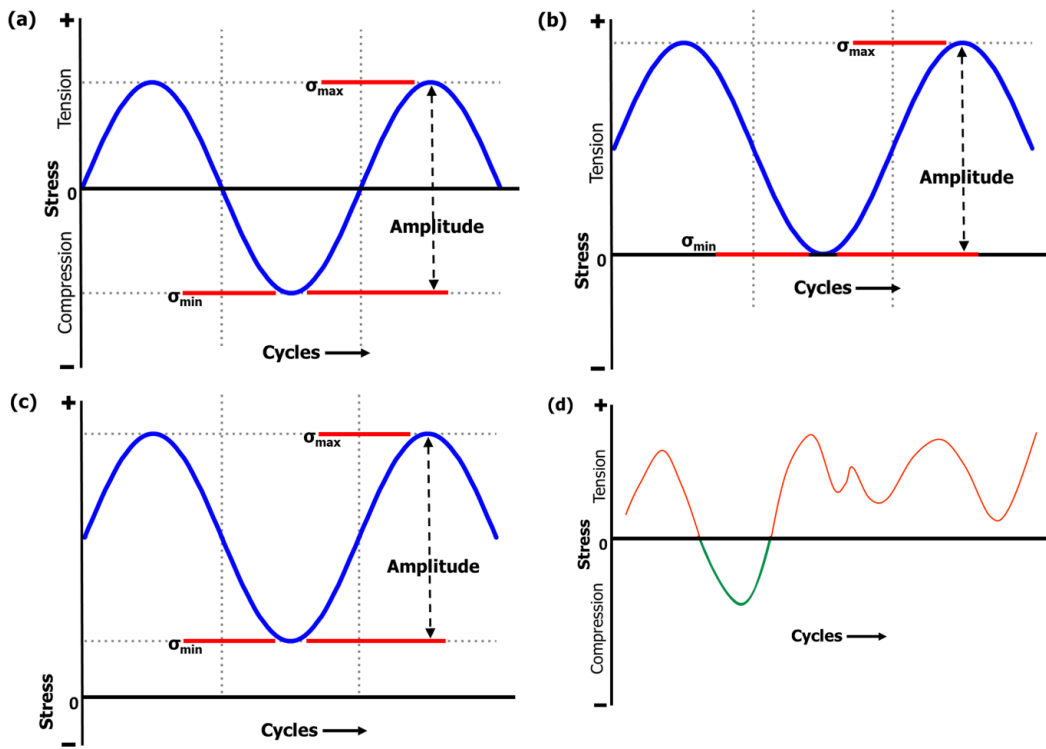 (a)
+
Tension
σmax
Stress
0
Amplitude
Compression
σmin
Cycles
−
(b)
+
σmax
Tension
Amplitude
σmin
Stress
0
Cycles
−
(c)
+
σmax
Amplitude
σmin
Stress
0
Cycles
−
(d)
+
Tension
Stress
0
Compression
Cycles
−